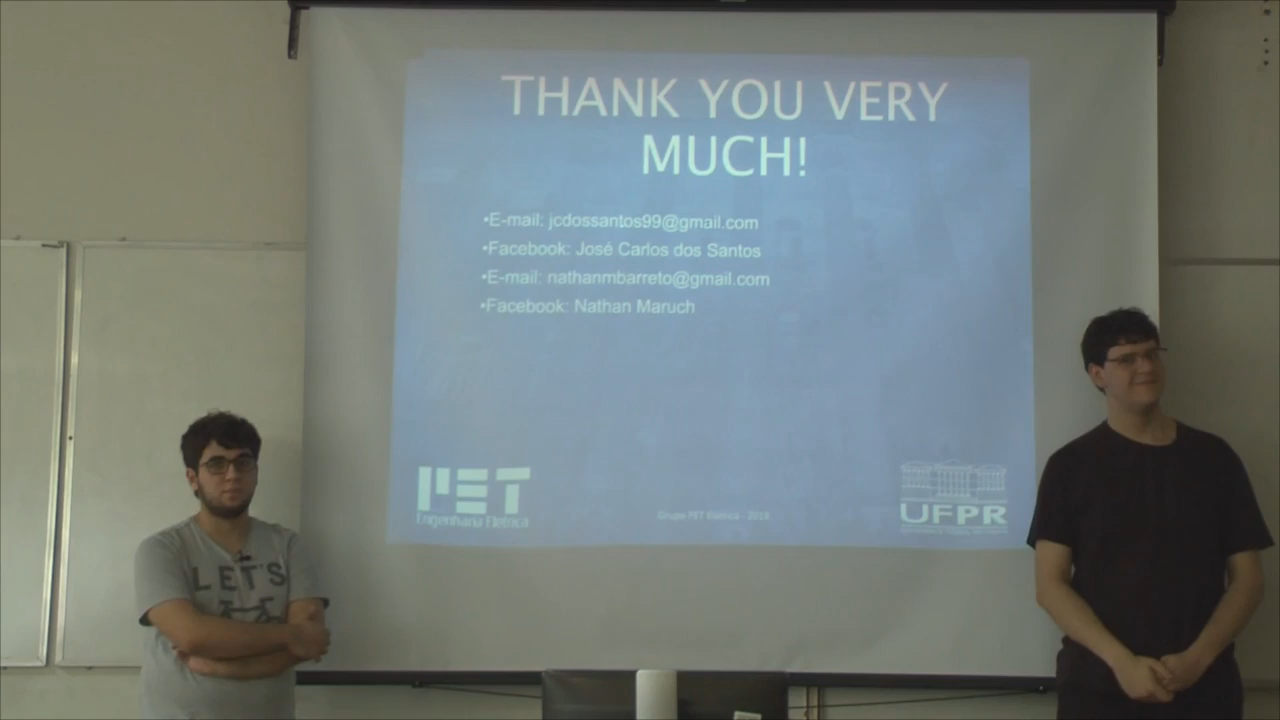 THANK YOU VERY
MUCH!
•E-mail: jcdossantos99@gmail.com
•Facebook: José Carlos dos Santos
•E-mail: nathanmbarreto@gmail.com
•Facebook: Nathan Maruch
PET
Engenharia Elétrica
Grupo PET Elétrica - 2018
UFPR
LET'S